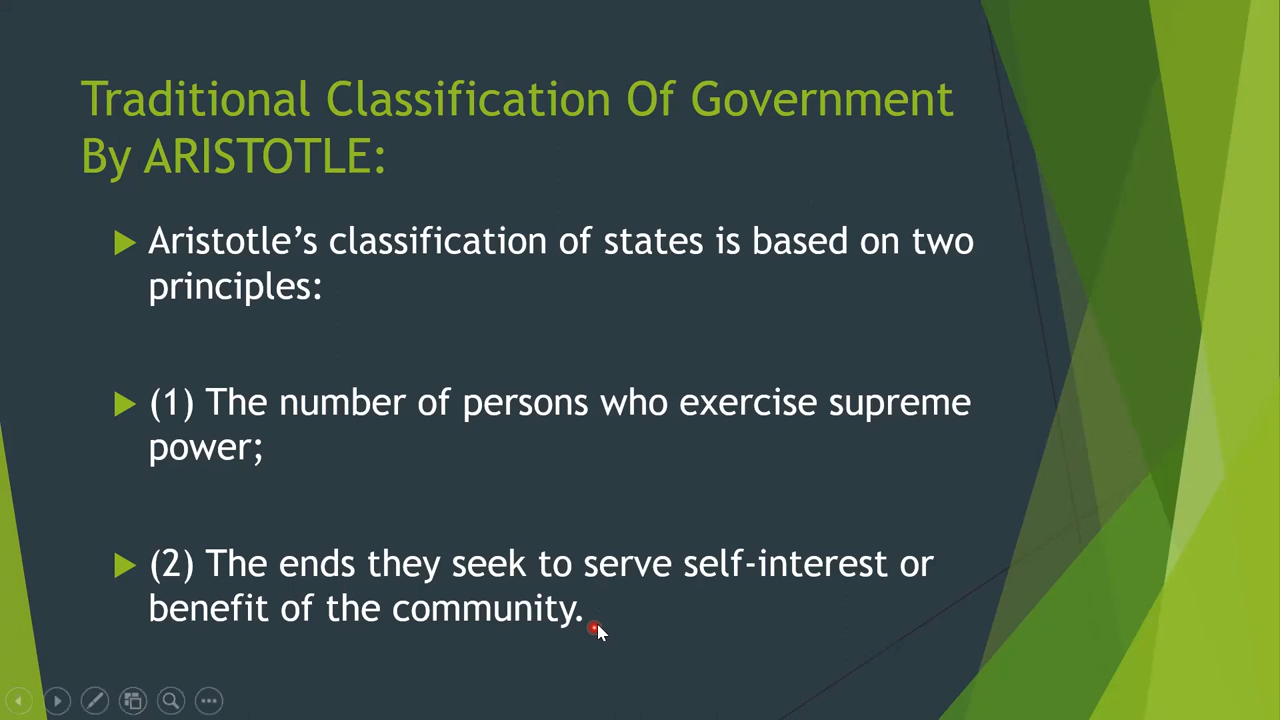 Traditional Classification Of Government
By ARISTOTLE:
Aristotle’s classification of states is based on two
principles:
(1) The number of persons who exercise supreme
power;
(2) The ends they seek to serve self-interest or
benefit of the community.